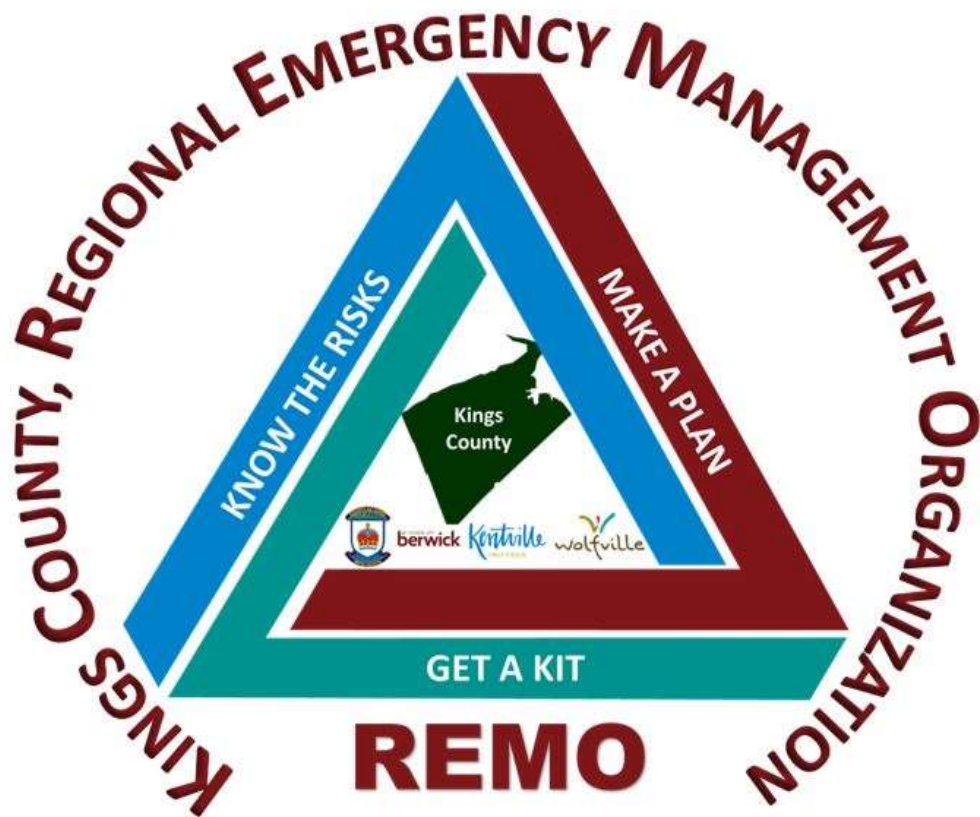 KINGS COUNTY, REGIONAL EMERGENCY MANAGEMENT ORGANIZATION
KNOW THE RISKS
MAKE A PLAN
Kings
County
berwick
Kentville
wolfville
GET A KIT
REMO